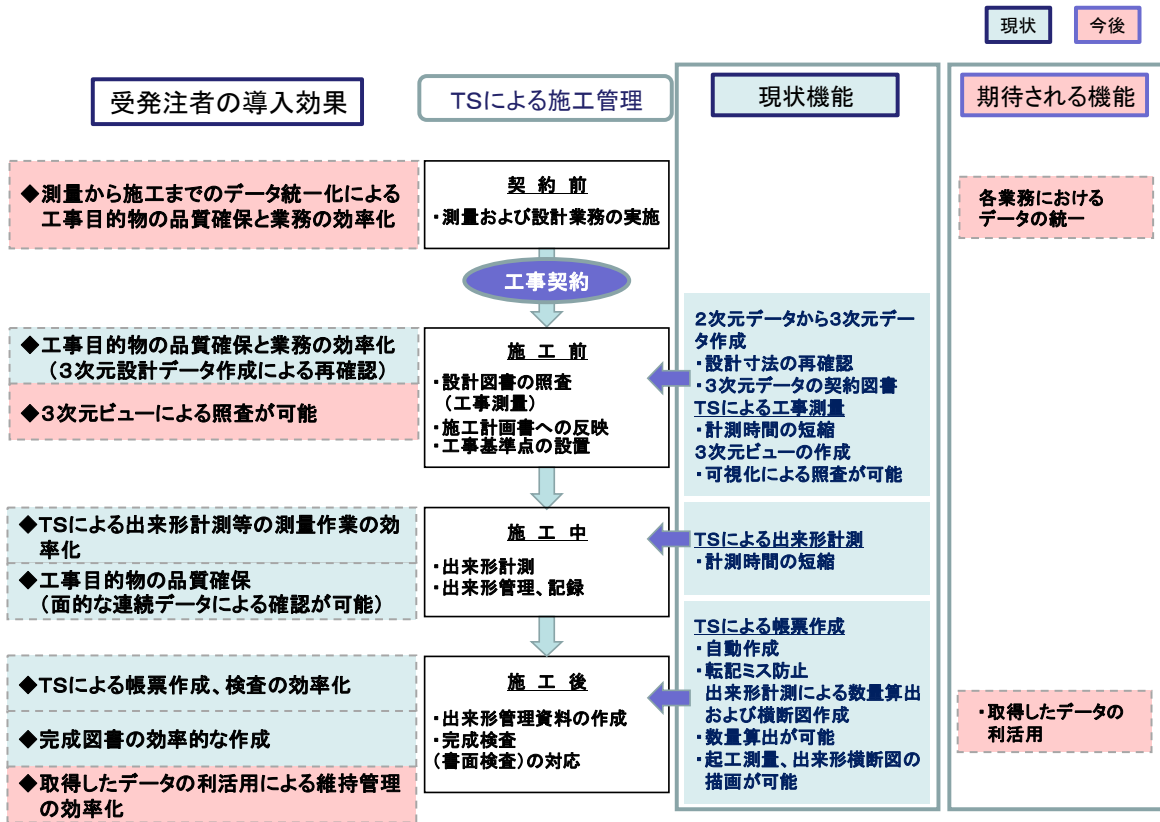 現状
今後
受発注者の導入効果
TSによる施工管理
現状機能
期待される機能
◆測量から施工までのデータ統一化による
工事目的物の品質確保と業務の効率化
契 約 前
・測量および設計業務の実施
各業務における
データの統一
工事契約
◆工事目的物の品質確保と業務の効率化
（３次元設計データ作成による再確認）
◆３次元ビューによる照査が可能
施 工 前
・設計図書の照査
（工事測量）
・施工計画書への反映
・工事基準点の設置
２次元データから３次元デー
タ作成
・設計寸法の再確認
・３次元データの契約図書
TSによる工事測量
・計測時間の短縮
３次元ビューの作成
・可視化による照査が可能
◆TSによる出来形計測等の測量作業の効
率化
◆工事目的物の品質確保
（面的な連続データによる確認が可能）
施 工 中
・出来形計測
・出来形管理、記録
TSによる出来形計測
・計測時間の短縮
◆TSによる帳票作成、検査の効率化
◆完成図書の効率的な作成
◆取得したデータの利活用による維持管理
の効率化
施 工 後
・出来形管理資料の作成
・完成検査
（書面検査）の対応
TSによる帳票作成
・自動作成
・転記ミス防止
出来形計測による数量算出
および横断図作成
・数量算出が可能
・起工測量、出来形横断図の
描画が可能
・取得したデータの
利活用